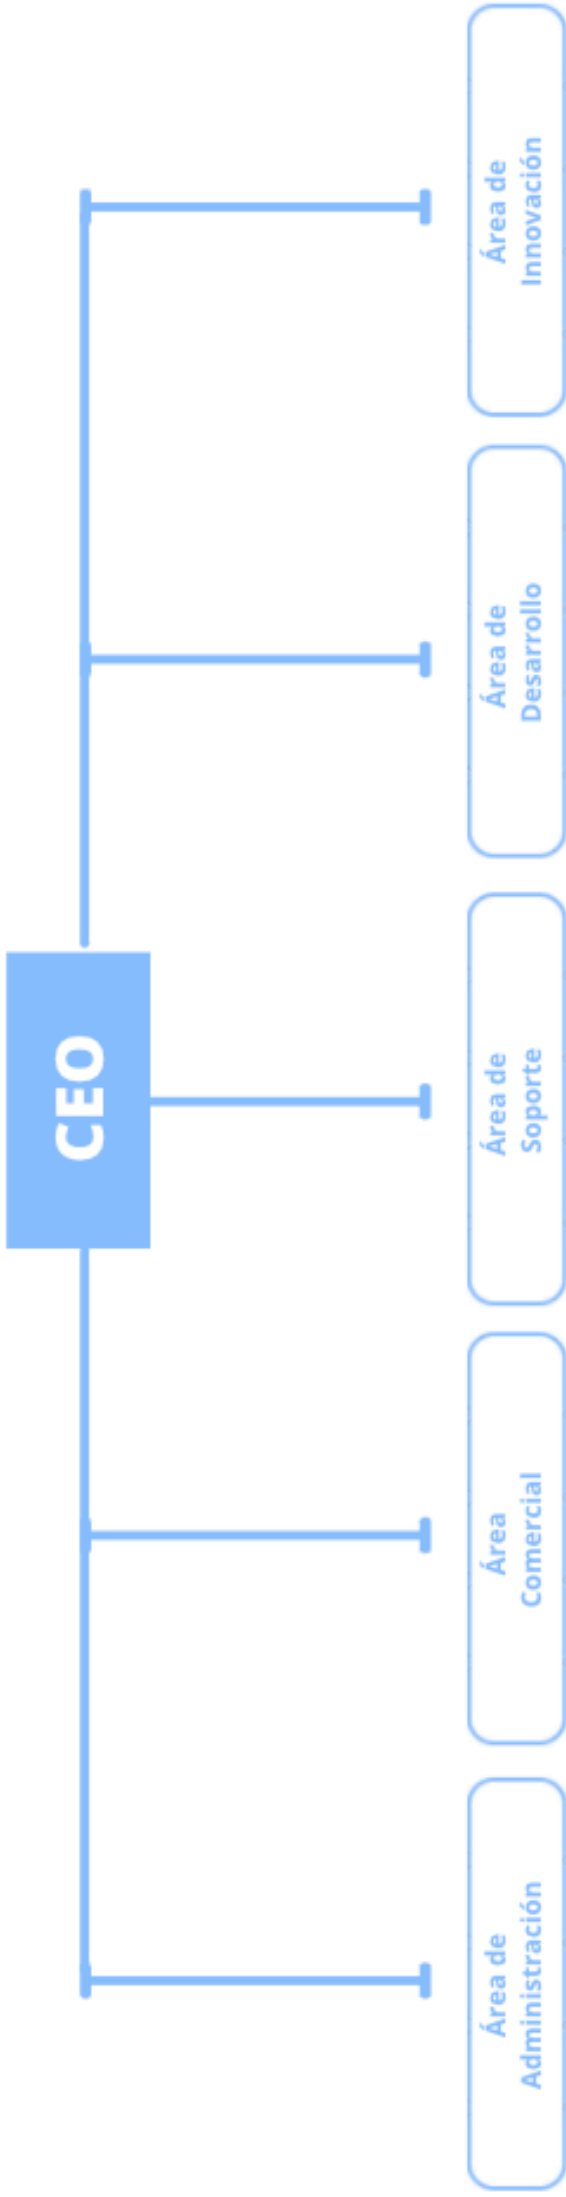 CEO
Área de
Administración
Área
Comercial
Área de
Soporte
Área de
Desarrollo
Área de
Innovación